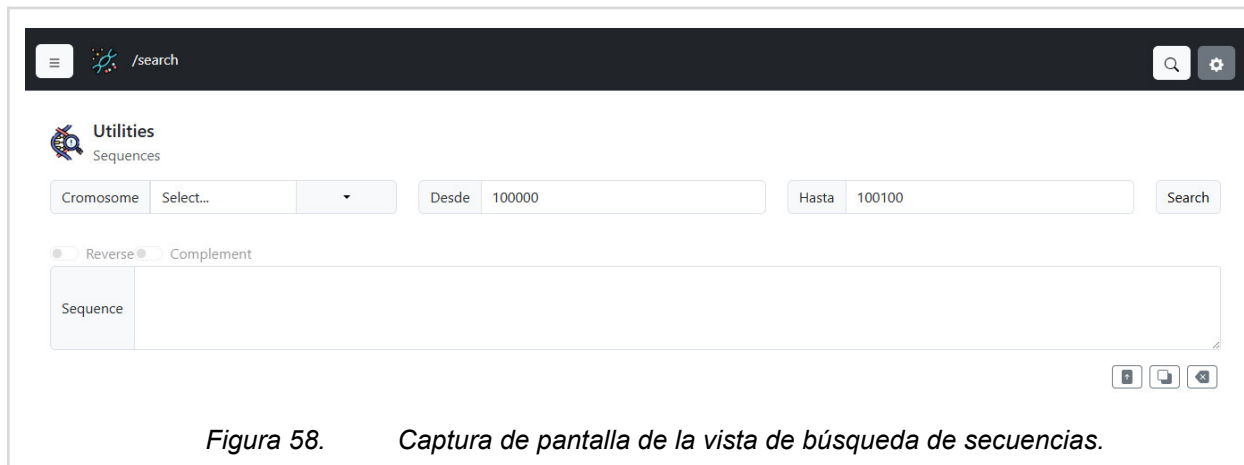 /search
Utilities
Sequences
Cromosome Select... Desde 100000 Hasta 100100 Search
Reverse Complement
Sequence
Figura 58. Captura de pantalla de la vista de búsqueda de secuencias.